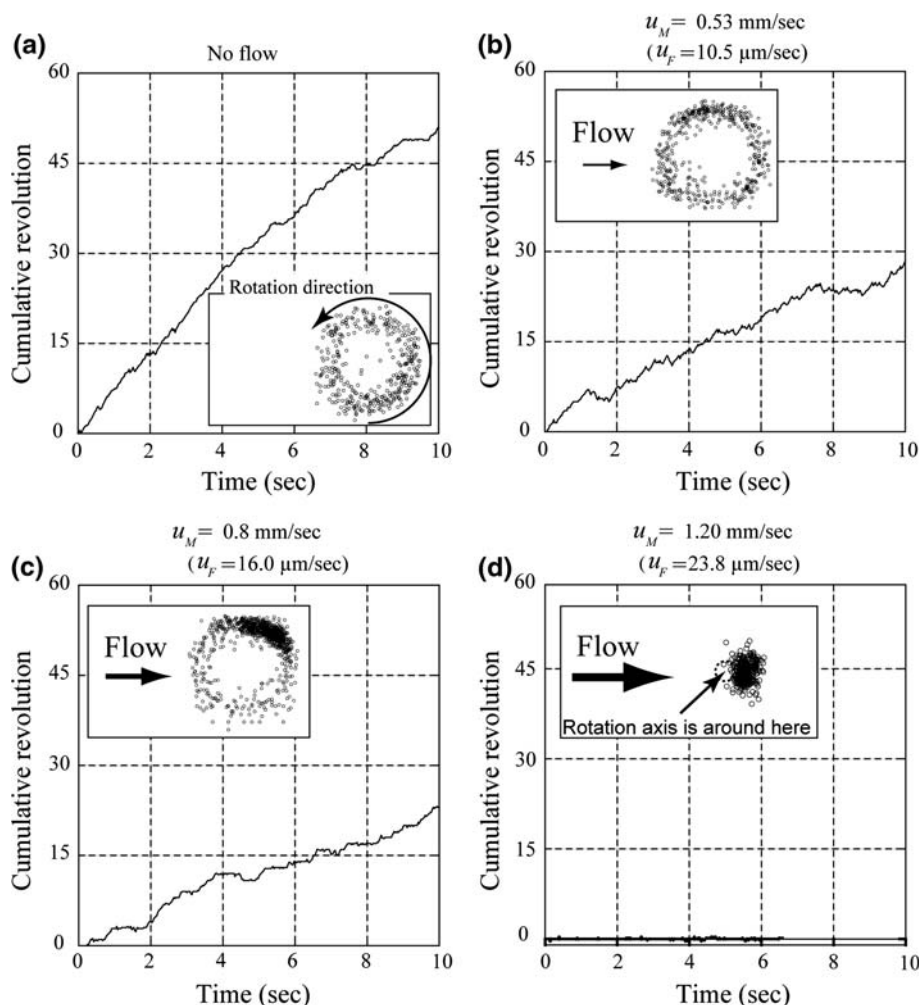 (a)
No flow
60
45
30
15
0
Cumulative revolution
Rotation direction
0 2 4 6 8 10
Time (sec)
(b)
u_M = 0.53 mm/sec
( u_F = 10.5 μm/sec)
60
45
30
15
0
Cumulative revolution
Flow
0 2 4 6 8 10
Time (sec)
(c)
u_M = 0.8 mm/sec
( u_F =16.0 μm/sec)
60
45
30
15
0
Cumulative revolution
Flow
0 2 4 6 8 10
Time (sec)
(d)
u_M = 1.20 mm/sec
( u_F =23.8 μm/sec)
60
45
30
15
0
Cumulative revolution
Flow
Rotation axis is around here
0 2 4 6 8 10
Time (sec)